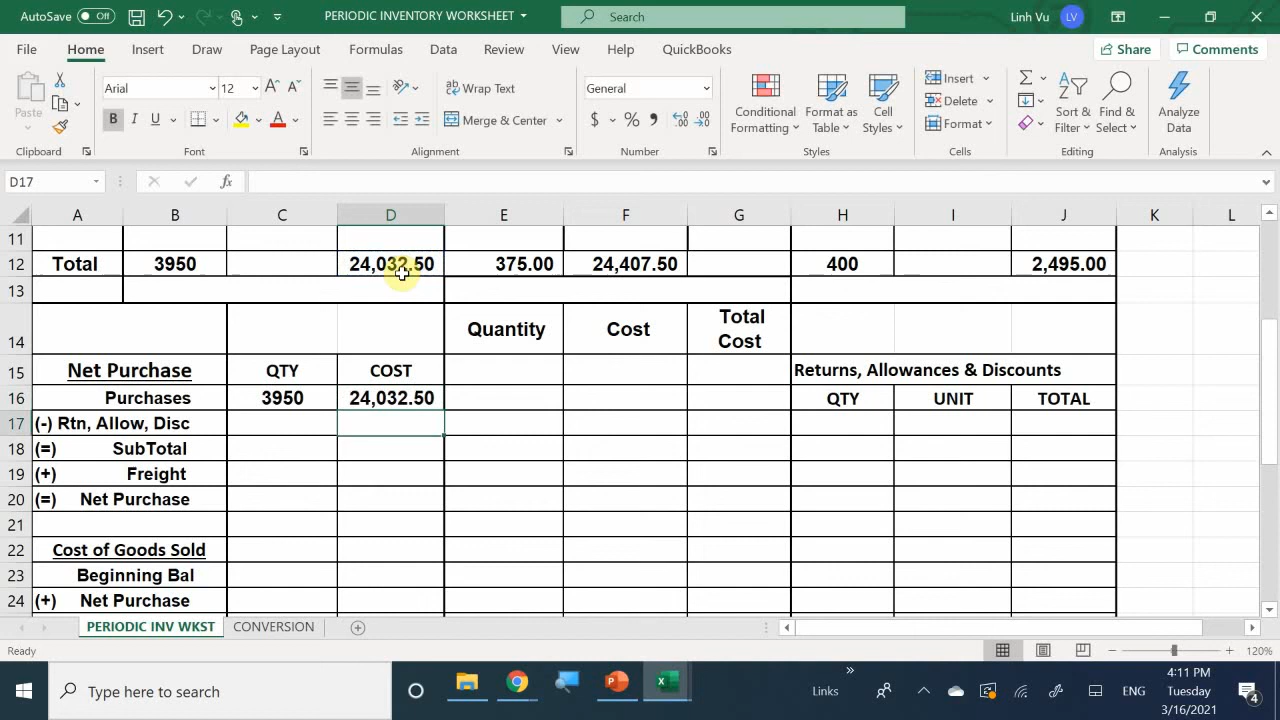 AutoSave Off PERIODIC INVENTORY WORKSHEET Search Linh Vu LV
File Home Insert Draw Page Layout Formulas Data Review View Help QuickBooks Share Comments
Arial 12 Wrap Text General Insert
Paste B I U Merge & Center $ % Conditional Formatting Format as Table Cell Styles Delete Format Sort & Filter Find & Select Analyze Data
Clipboard Font Alignment Number Styles Cells Editing Analysis
D17 fx
A B C D E F G H I J K L
11
12 Total 3950 24,032.50 375.00 24,407.50 400 2,495.00
13
14 Quantity Cost Total Cost
15 Net Purchase QTY COST Returns, Allowances & Discounts
16 Purchases 3950 24,032.50 QTY UNIT TOTAL
17 (-) Rtn, Allow, Disc
18 (=) SubTotal
19 (+) Freight
20 (=) Net Purchase
21
22 Cost of Goods Sold
23 Beginning Bal
24 (+) Net Purchase
PERIODIC INV WKST CONVERSION
Ready 120%
Type here to search Links ENG 4:11 PM
Tuesday
3/16/2021 4